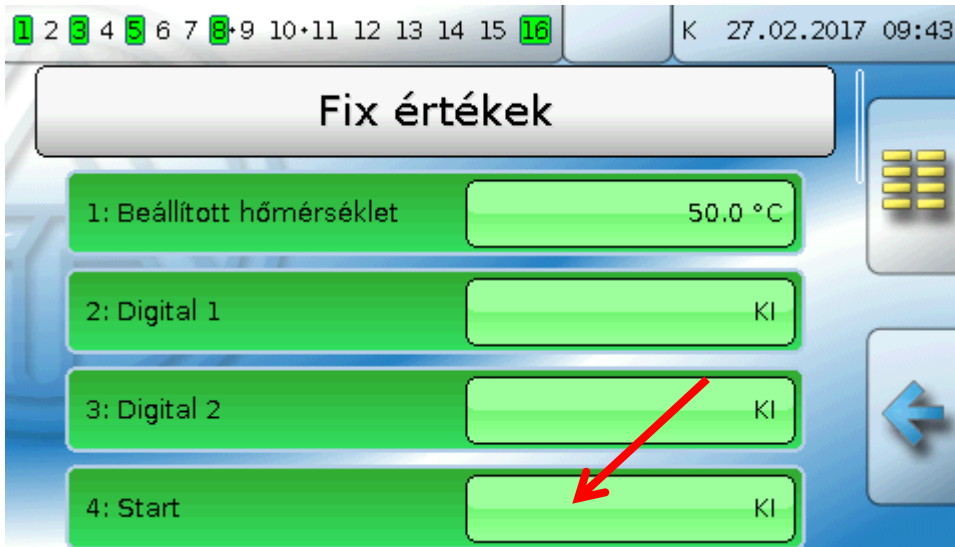 1 2 3 4 5 6 7 8•9 10•11 12 13 14 15 16 K 27.02.2017 09:43
Fix értékek
1: Beállított hőmérséklet 50.0 °C
2: Digital 1 KI
3: Digital 2 KI
4: Start KI